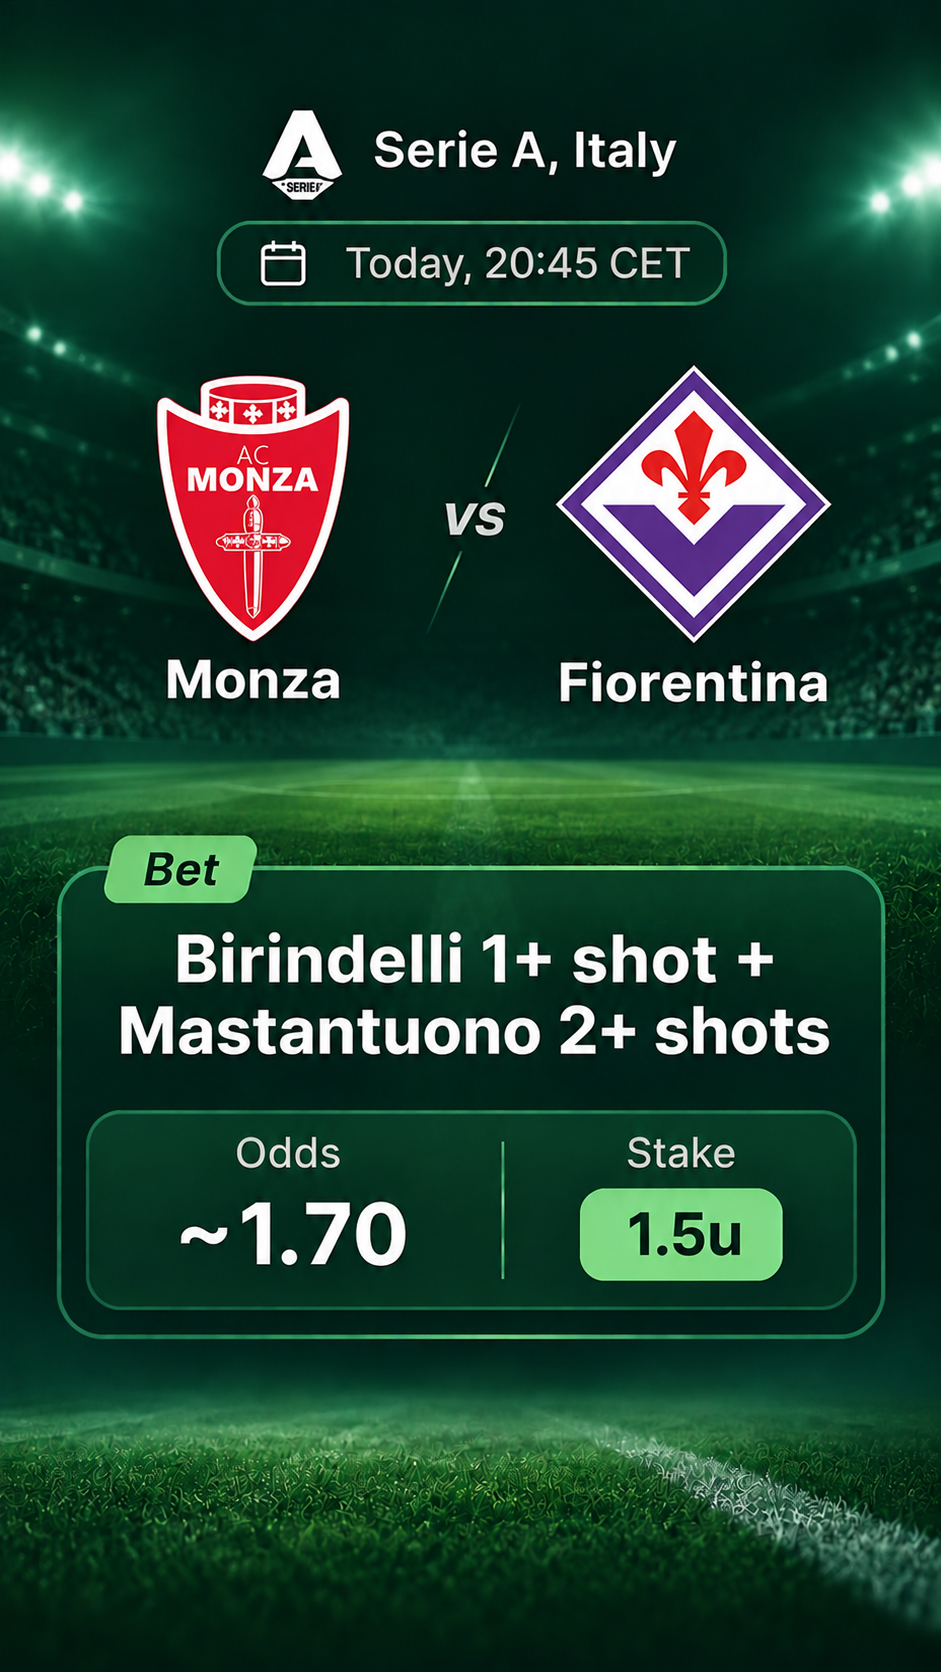 SERIE
Serie A, Italy
Today, 20:45 CET
AC
MONZA
vs
Monza
Fiorentina
Bet
Birindelli 1+ shot +
Mastantuono 2+ shots
Odds
Stake
~1.70
1.5u